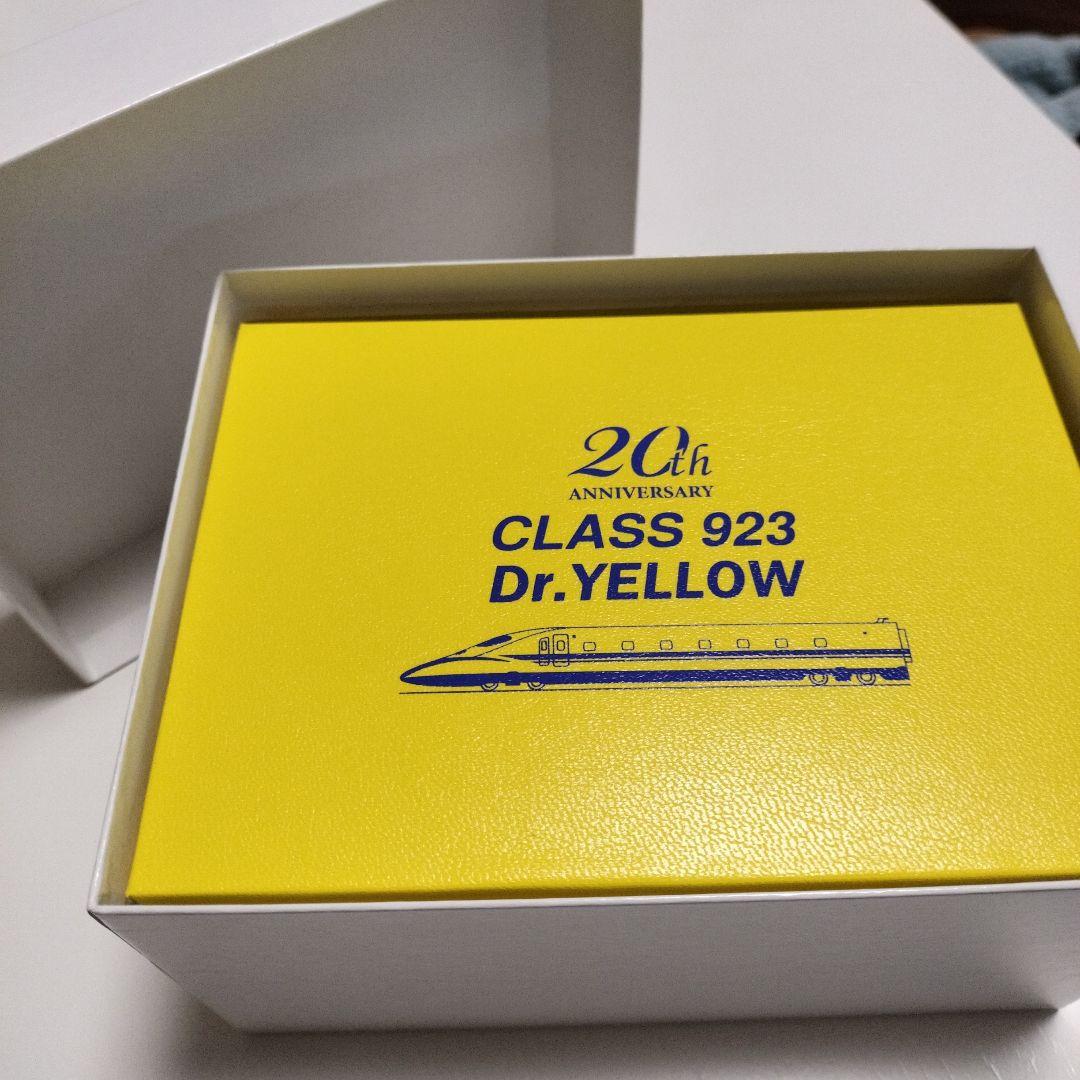 20th
ANNIVERSARY
CLASS 923
Dr.YELLOW